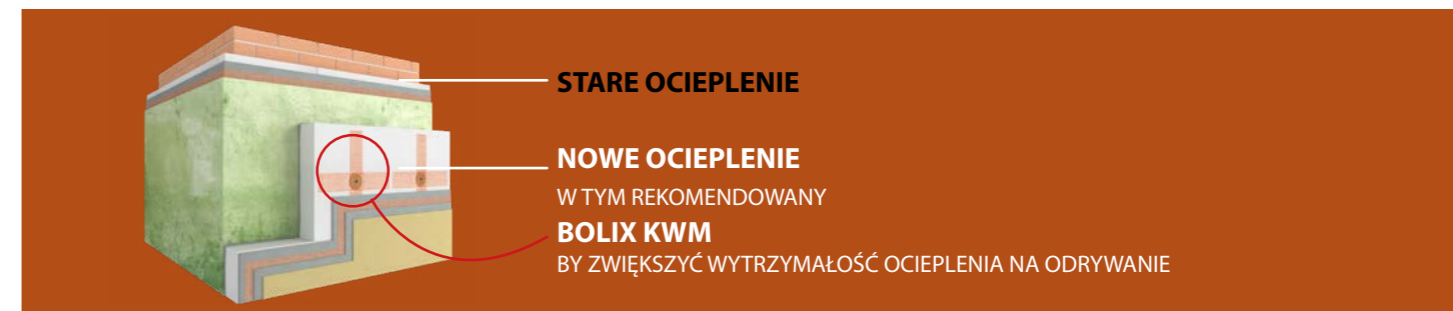 STARE OCIEPLENIE
NOWE OCIEPLENIE
W TYM REKOMENDOWANY
BOLIX KWM
BY ZWIĘKSZYĆ WYTRZYMAŁOŚĆ OCIEPLENIA NA ODRYWANIE